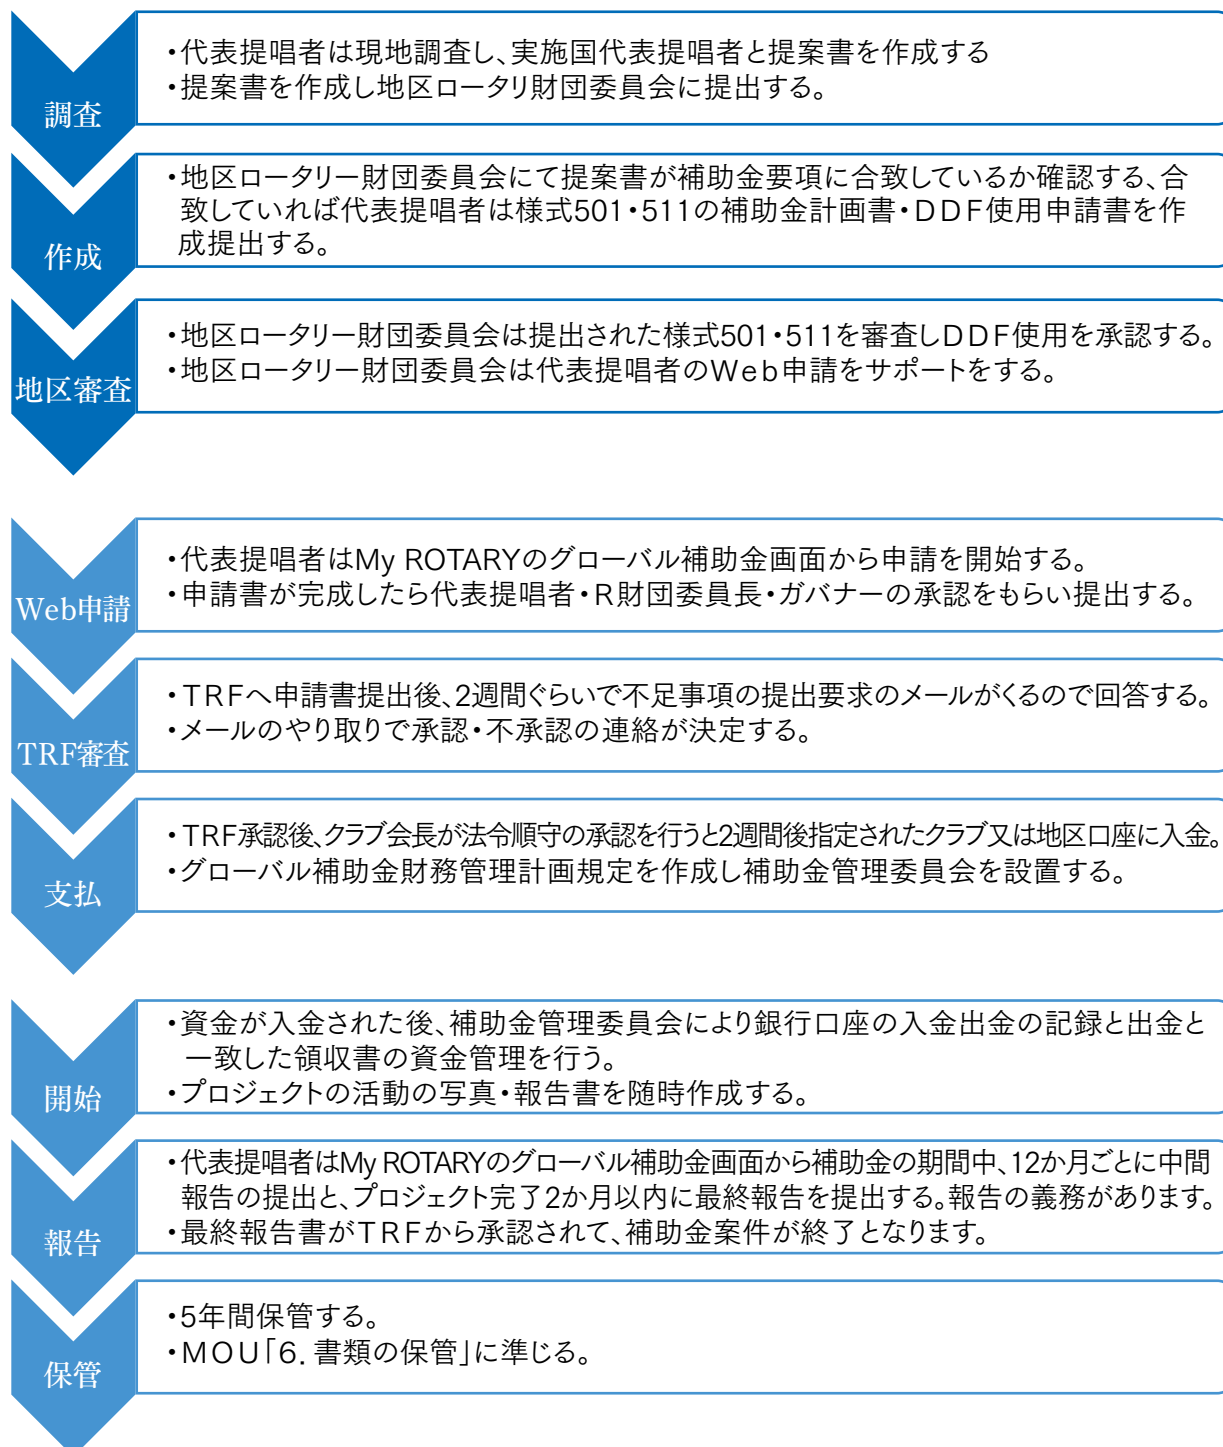 調査
・代表提唱者は現地調査し、実施国代表提唱者と提案書を作成する
・提案書を作成し地区ロータリ財団委員会に提出する。
作成
・地区ロータリー財団委員会にて提案書が補助金要項に合致しているか確認する、合
致していれば代表提唱者は様式501・511の補助金計画書・DDF使用申請書を作
成提出する。
地区審査
・地区ロータリー財団委員会は提出された様式501・511を審査しDDF使用を承認する。
・地区ロータリー財団委員会は代表提唱者のWeb申請をサポートをする。
Web申請
・代表提唱者はMy ROTARYのグローバル補助金画面から申請を開始する。
・申請書が完成したら代表提唱者・R財団委員長・ガバナーの承認をもらい提出する。
TRF審査
・TRFへ申請書提出後、2週間ぐらいで不足事項の提出要求のメールがくるので回答する。
・メールのやり取りで承認・不承認の連絡が決定する。
支払
・TRF承認後、クラブ会長が法令順守の承認を行うと2週間後指定されたクラブ又は地区口座に入金。
・グローバル補助金財務管理計画規定を作成し補助金管理委員会を設置する。
開始
・資金が入金された後、補助金管理委員会により銀行口座の入金出金の記録と出金と
一致した領収書の資金管理を行う。
・プロジェクトの活動の写真・報告書を随時作成する。
報告
・代表提唱者はMy ROTARYのグローバル補助金画面から補助金の期間中、12か月ごとに中間
報告の提出と、プロジェクト完了2か月以内に最終報告を提出する。報告の義務があります。
・最終報告書がTRFから承認されて、補助金案件が終了となります。
保管
・5年間保管する。
・MOU「6．書類の保管」に準じる。